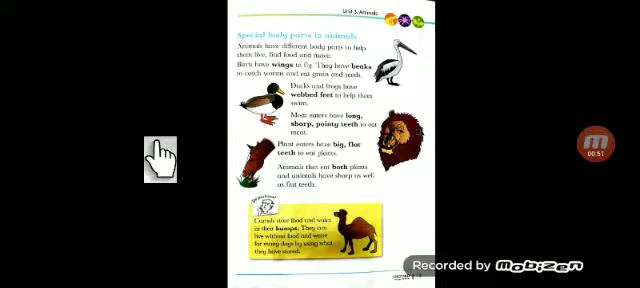 Unit 3: Animals
Special body parts in animals
Animals have different body parts to help
them live, find food and move.
Birds have wings to fly. They have beaks
to catch worms and eat grain and seeds.
Ducks and frogs have
webbed feet to help them
swim.
Meat eaters have long,
sharp, pointy teeth to eat
meat.
Plant eaters have big, flat
teeth to eat plants.
Animals that eat both plants
and animals have sharp as well
as flat teeth.
Camels store food and water
in their humps. They can
live without food and water
for many days by using what
they have stored.
00:51
Recorded by Mobizen